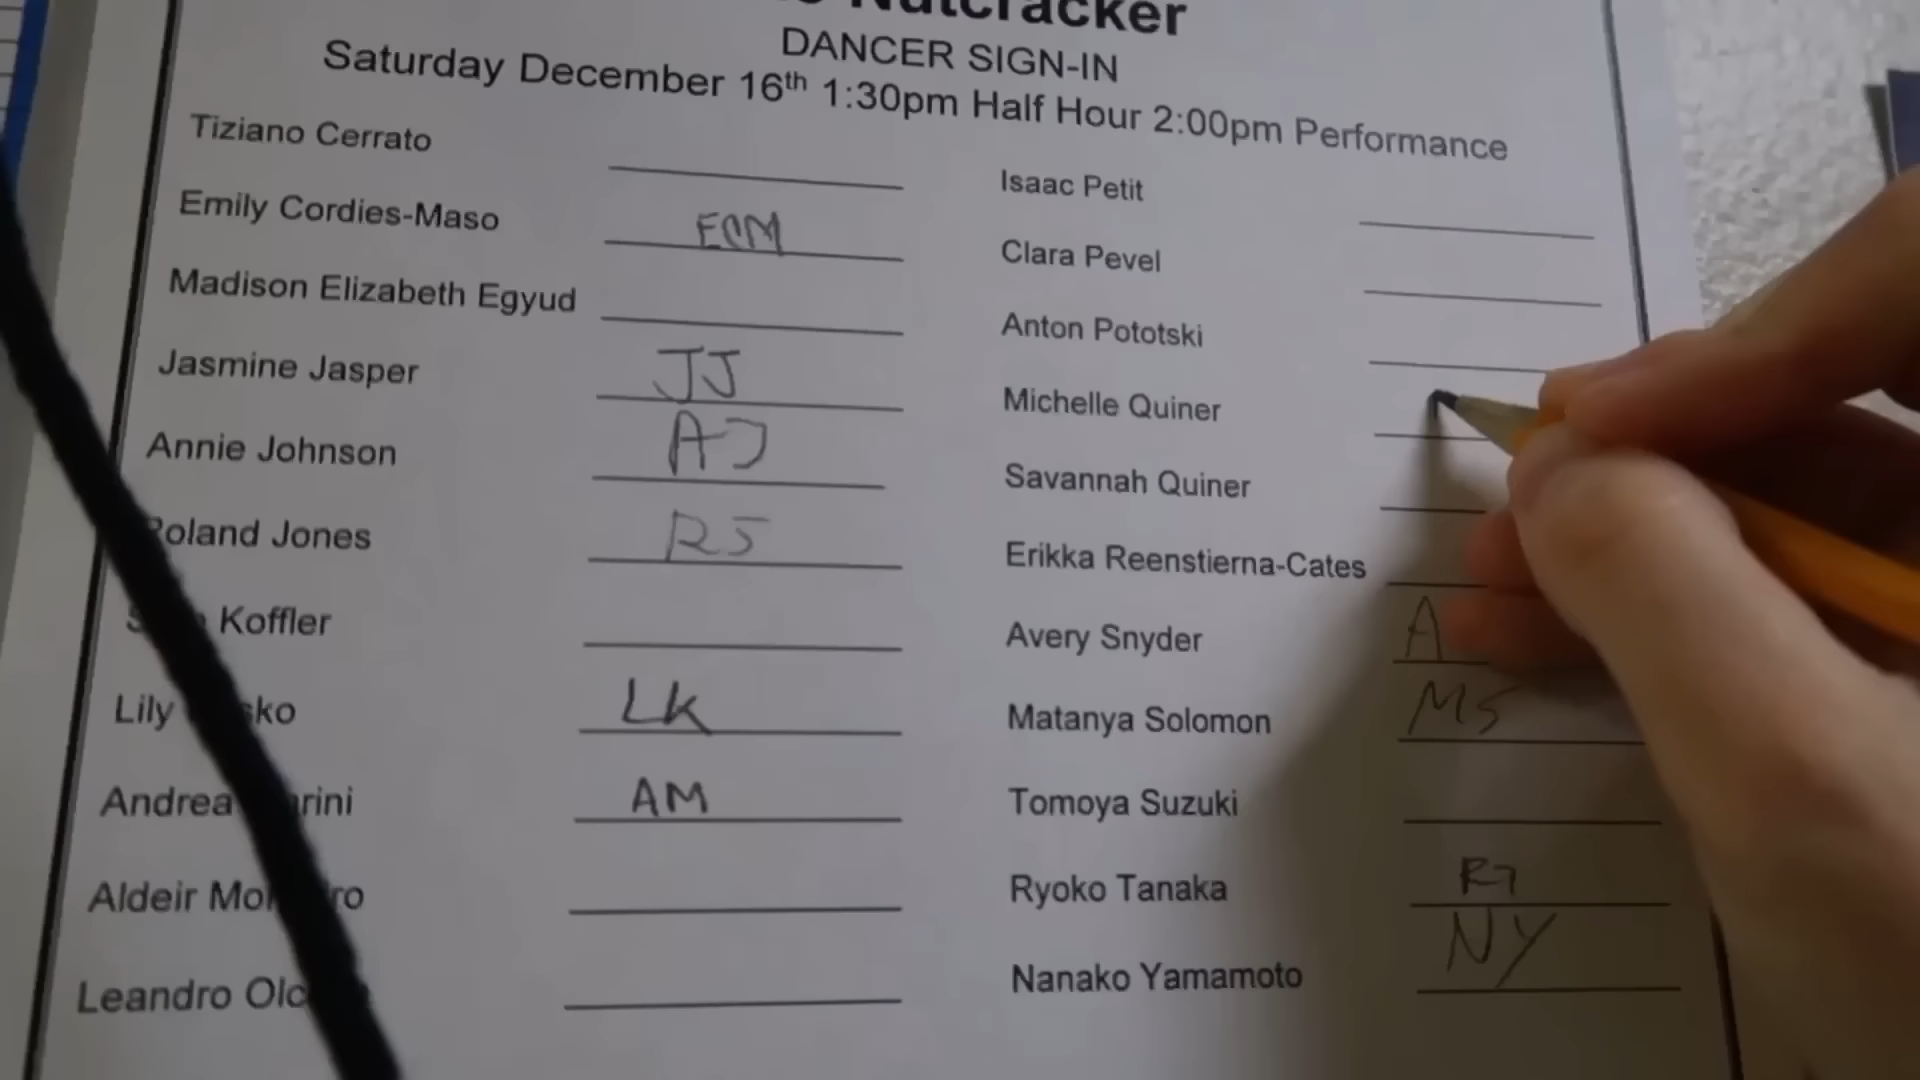 Nutcracker
DANCER SIGN-IN
Saturday December 16th 1:30pm Half Hour 2:00pm Performance
Tiziano Cerrato
Emily Cordies-Maso ECM
Madison Elizabeth Egyud
Jasmine Jasper JJ
Annie Johnson AJ
Roland Jones RJ
Koffler
Lily
Andrea AM
Aldeir
Leandro
LK
Isaac Petit
Clara Pevel
Anton Pototski
Michelle Quiner
Savannah Quiner
Erikka Reenstierna-Cates
Avery Snyder A
Matanya Solomon MS
Tomoya Suzuki
Ryoko Tanaka RT
Nanako Yamamoto NY